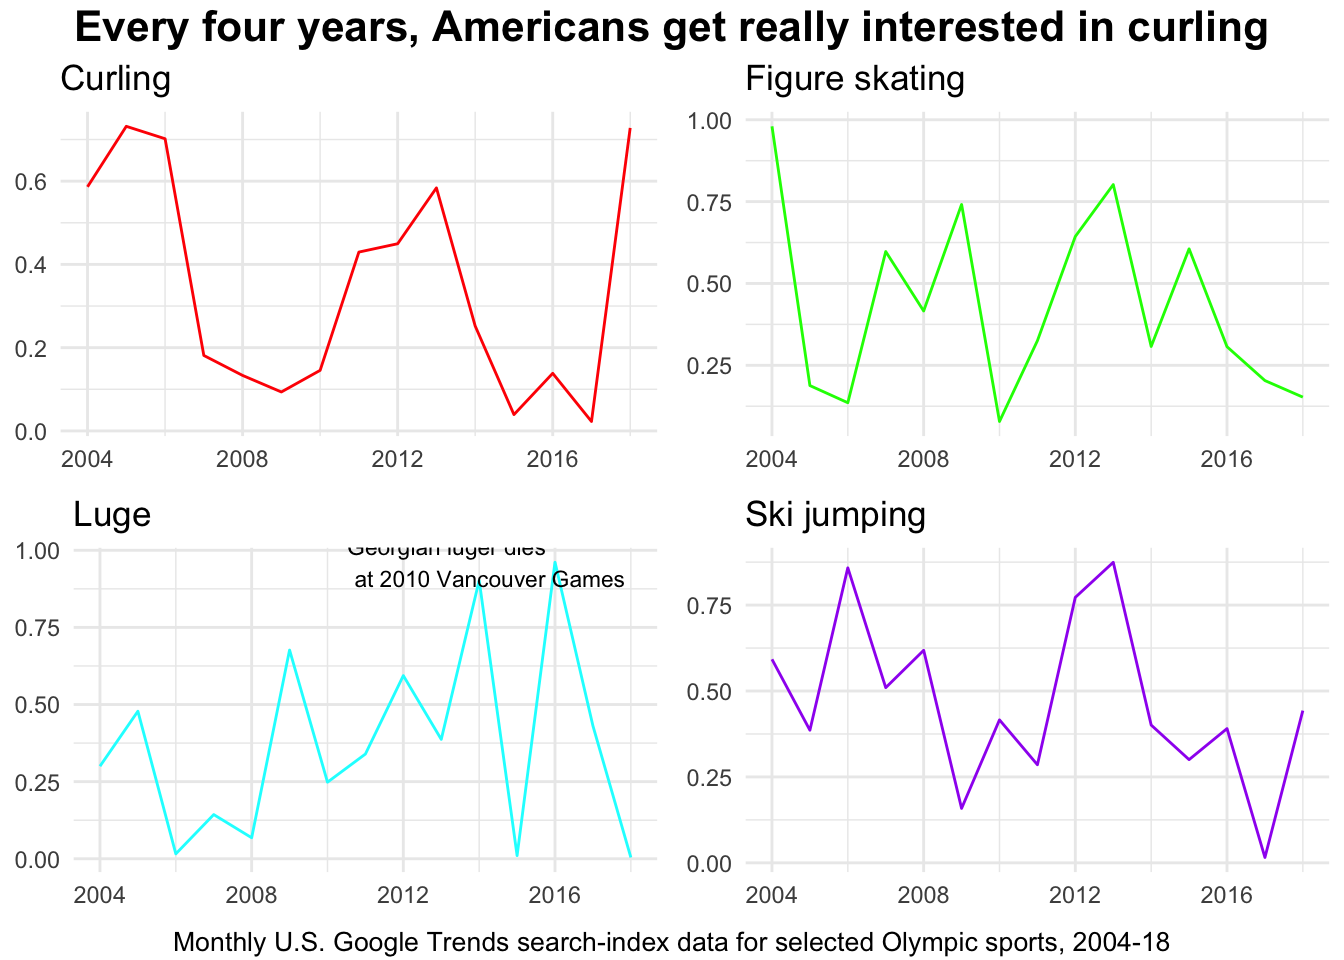 Every four years, Americans get really interested in curling
Curling
0.6
0.4
0.2
0.0
2004 2008 2012 2016
Figure skating
1.00
0.75
0.50
0.25
2004 2008 2012 2016
Luge
Georgian luger dies
at 2010 Vancouver Games
1.00
0.75
0.50
0.25
0.00
2004 2008 2012 2016
Ski jumping
0.75
0.50
0.25
0.00
2004 2008 2012 2016
Monthly U.S. Google Trends search-index data for selected Olympic sports, 2004-18